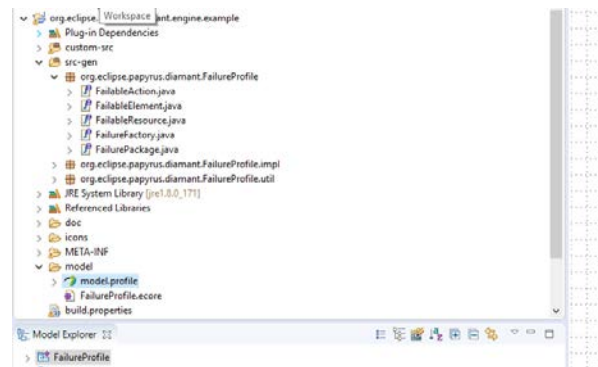 org.eclipse. Workspace ant.engine.example
Plug-in Dependencies
custom-src
src-gen
org.eclipse.papyrus.diamant.FailureProfile
FailableAction.java
FailableElement.java
FailableResource.java
FailureFactory.java
FailurePackage.java
org.eclipse.papyrus.diamant.FailureProfile.impl
org.eclipse.papyrus.diamant.FailureProfile.util
JRE System Library [jre1.8.0_171]
Referenced Libraries
doc
icons
META-INF
model
model.profile
FailureProfile.ecore
build.properties
Model Explorer
FailureProfile